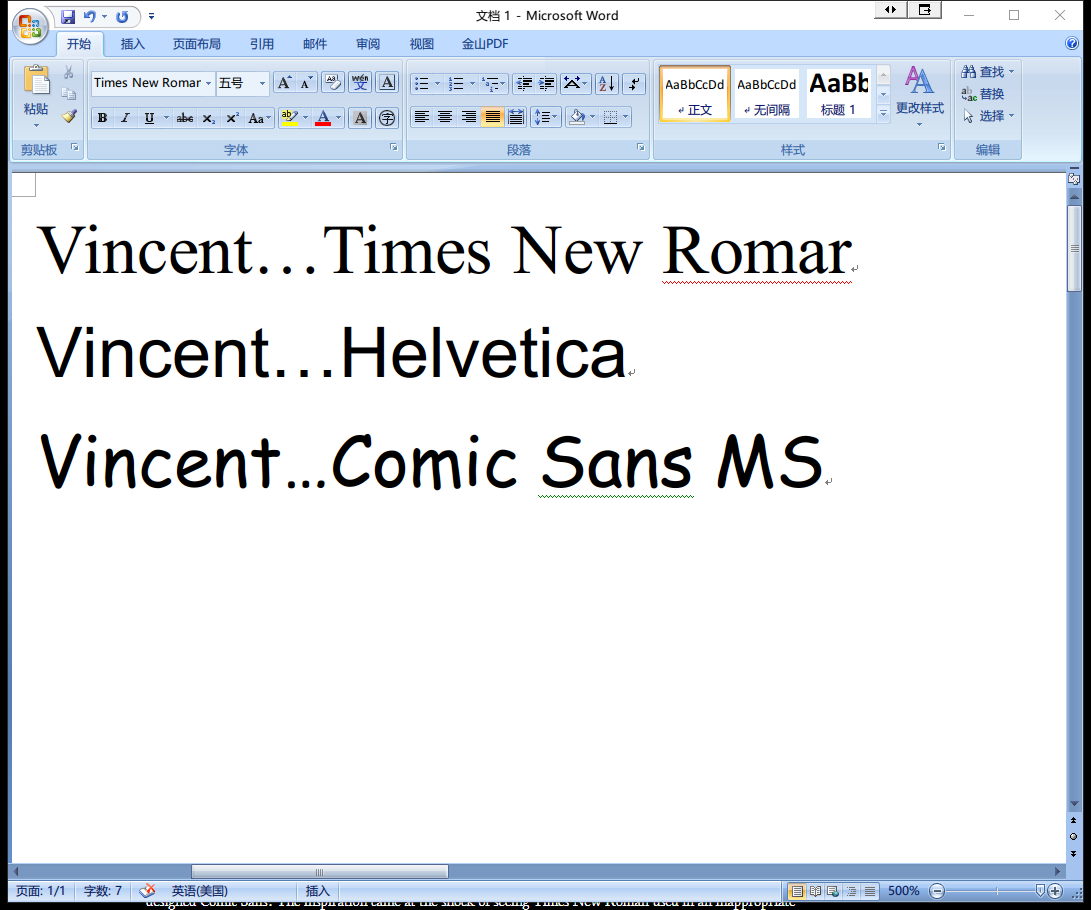 文档 1 - Microsoft Word
开始 插入 页面布局 引用 邮件 审阅 视图 金山PDF
Times New Romar 五号
AaBbCcDd AaBbCcDd AaBb
粘贴 正文 无间隔 标题 1 更改样式 查找 替换 选择
剪贴板 字体 段落 样式 编辑
Vincent…Times New Romar
Vincent…Helvetica
Vincent…Comic Sans MS
页面: 1/1 字数: 7 英语(美国) 插入 500%
designed Comic Sans? The inspiration came at the shock of seeing Times New Roman used in an inappropriate